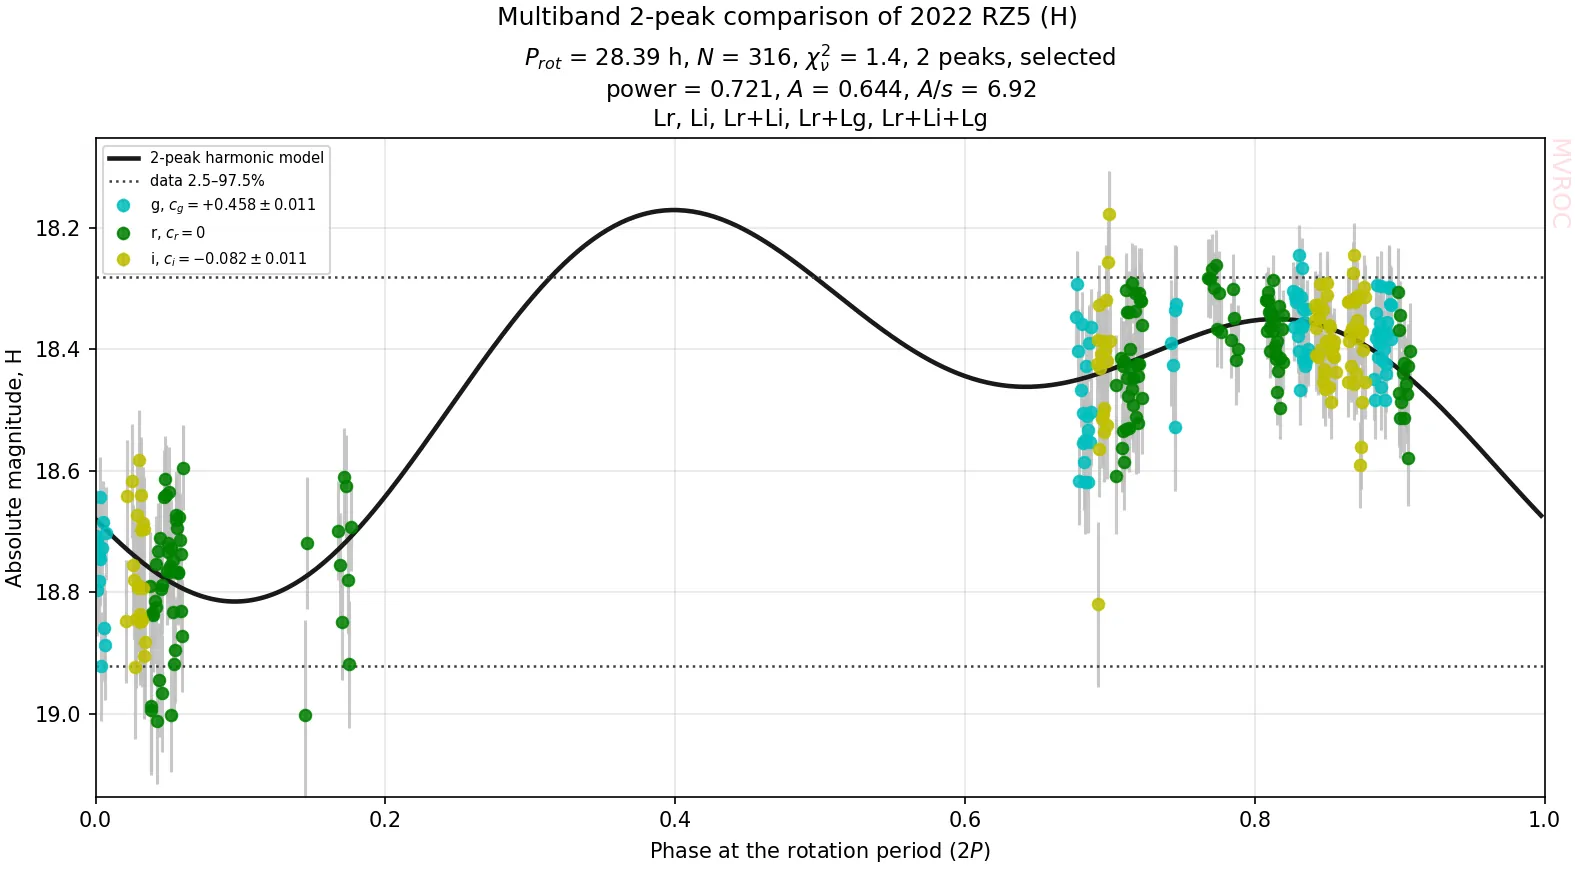 Multiband 2-peak comparison of 2022 RZ5 (H)
P_rot = 28.39 h, N = 316, χ²_ν = 1.4, 2 peaks, selected
power = 0.721, A = 0.644, A/s = 6.92
Lr, Li, Lr+Li, Lr+Lg, Lr+Li+Lg
2-peak harmonic model
data 2.5–97.5%
g, c_g = +0.458 ± 0.011
r, c_r = 0
i, c_i = −0.082 ± 0.011
MVROC
Absolute magnitude, H
18.2
18.4
18.6
18.8
19.0
0.0 0.2 0.4 0.6 0.8 1.0
Phase at the rotation period (2P)